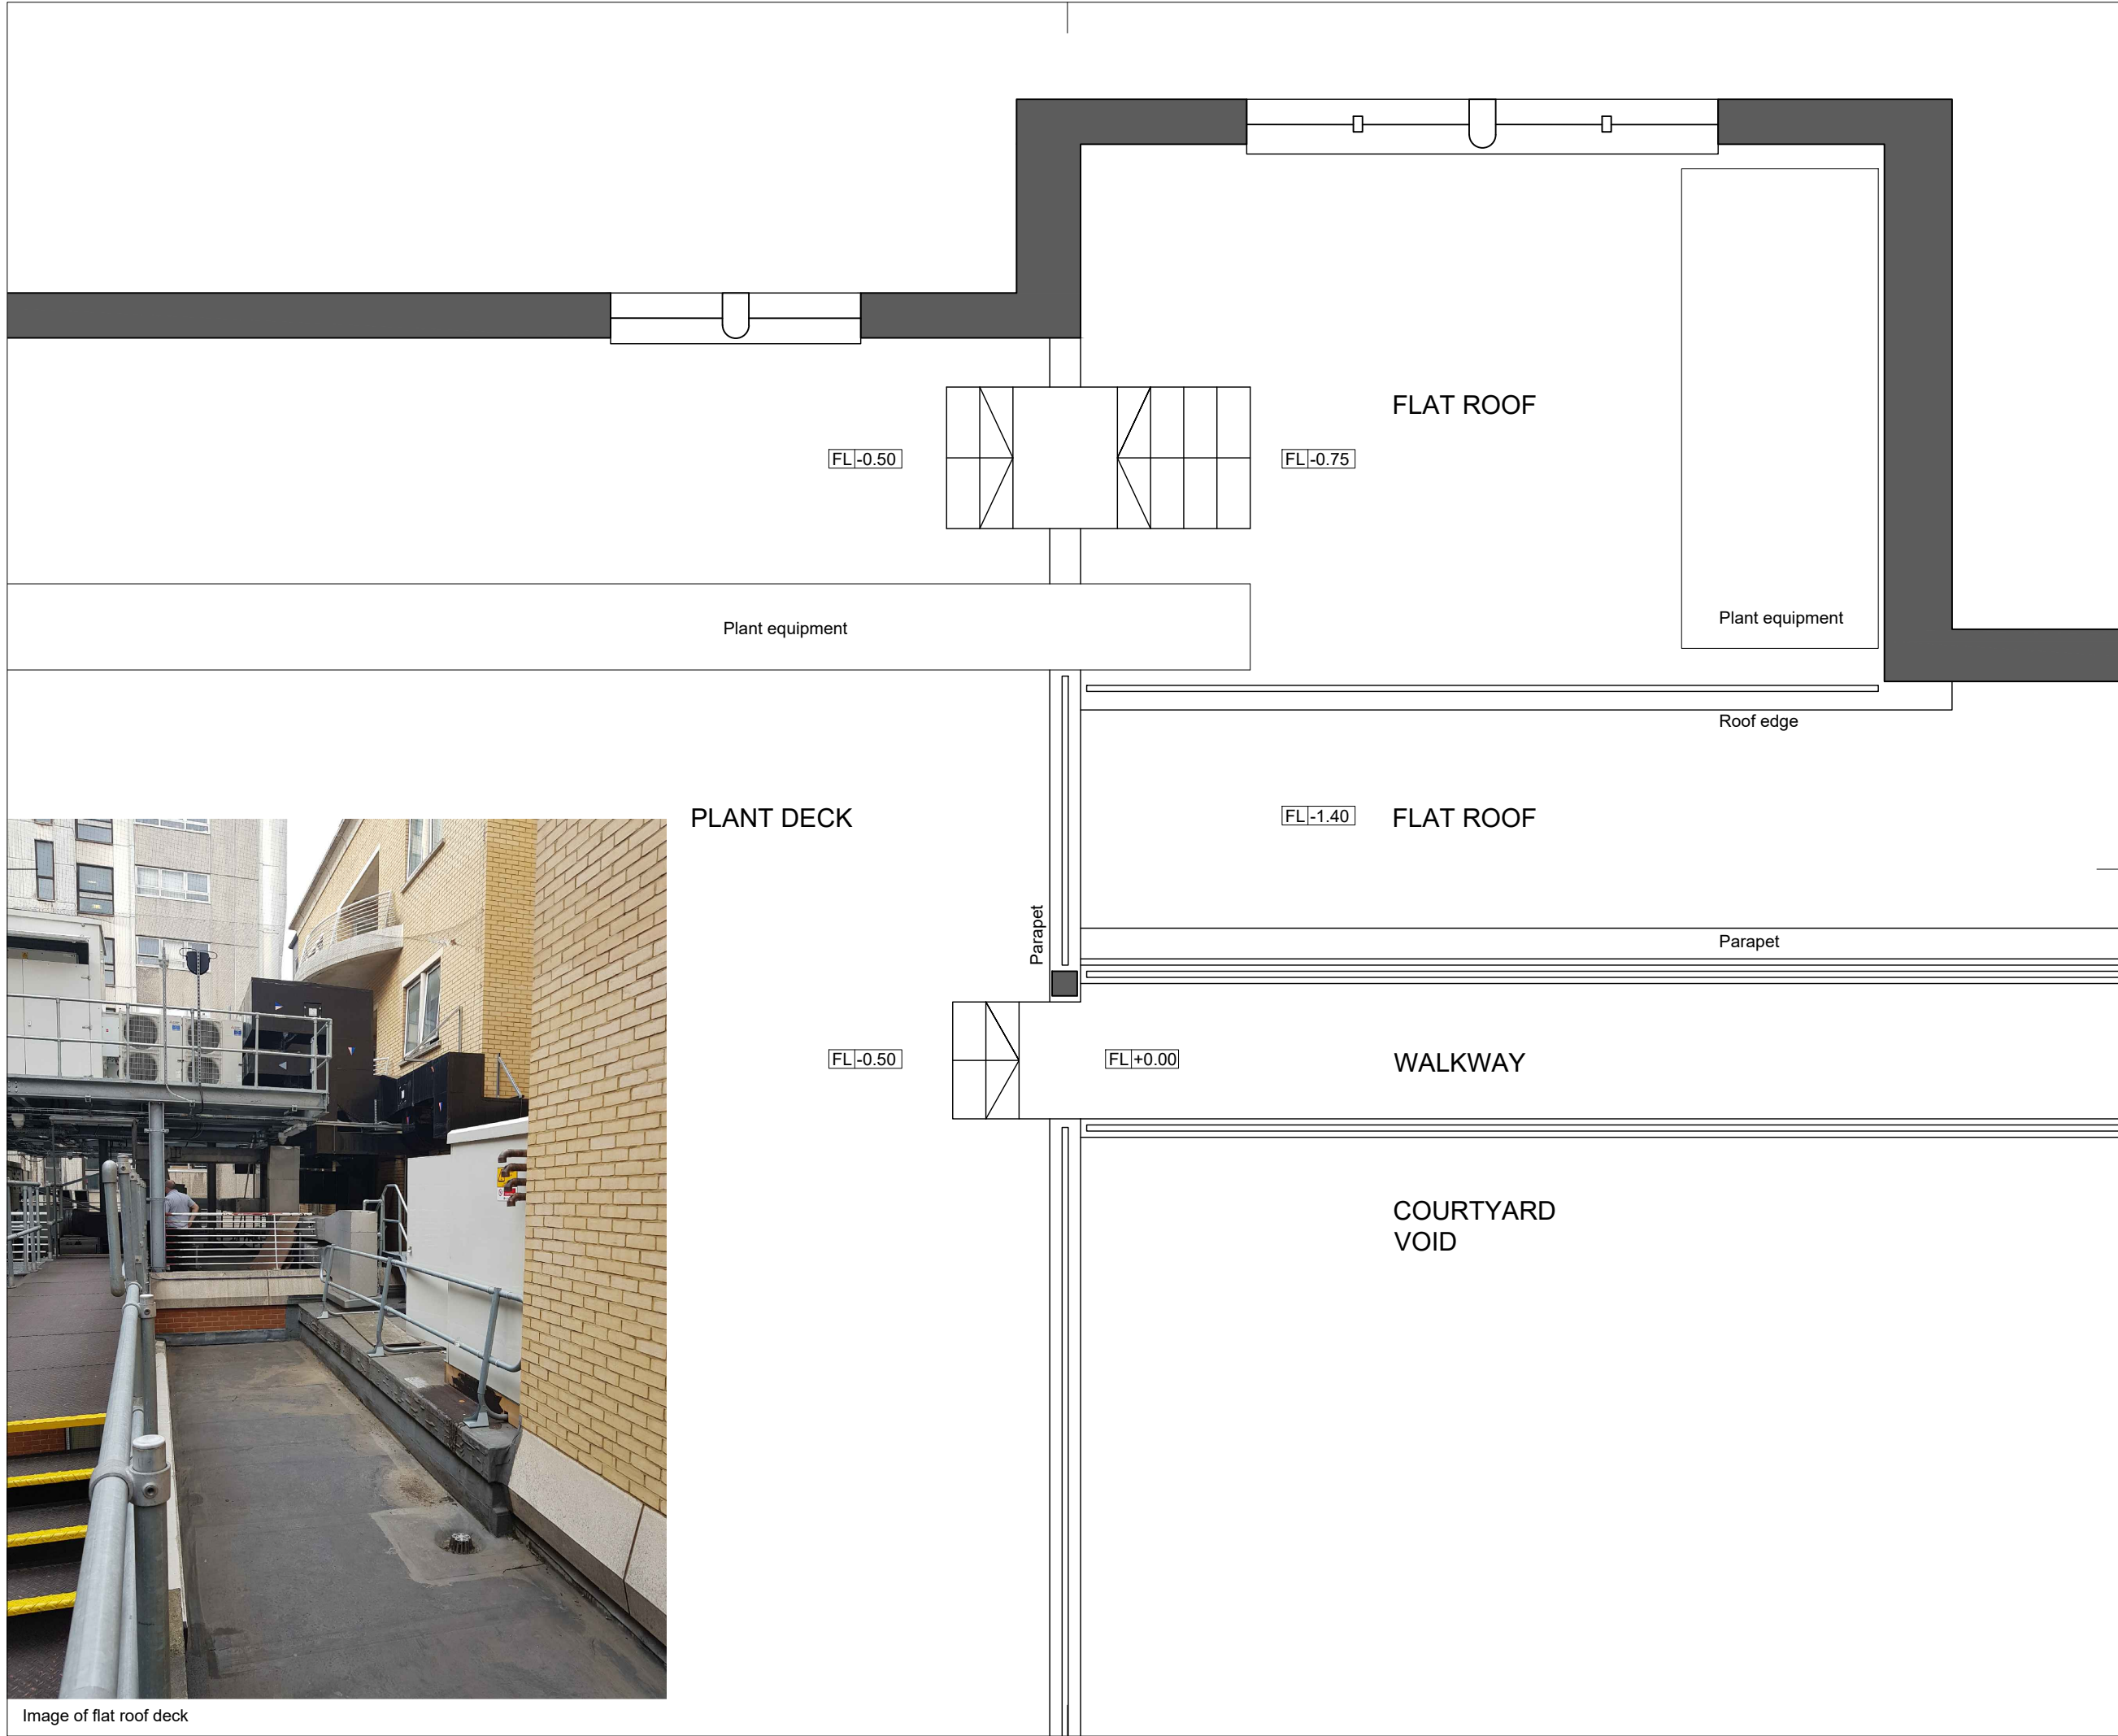 FLAT ROOF
FL -0.50
FL -0.75
Plant equipment
Plant equipment
Roof edge
PLANT DECK
FL -1.40
FLAT ROOF
Parapet
Parapet
FL -0.50
FL +0.00
WALKWAY
COURTYARD
VOID
Image of flat roof deck